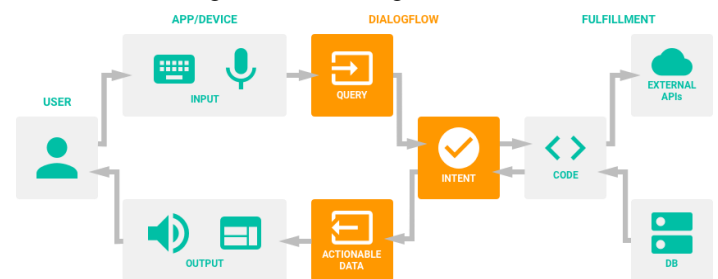 APP/DEVICE
DIALOGFLOW
FULFILLMENT
INPUT
QUERY
EXTERNAL
APIs
USER
INTENT
CODE
OUTPUT
ACTIONABLE
DATA
DB